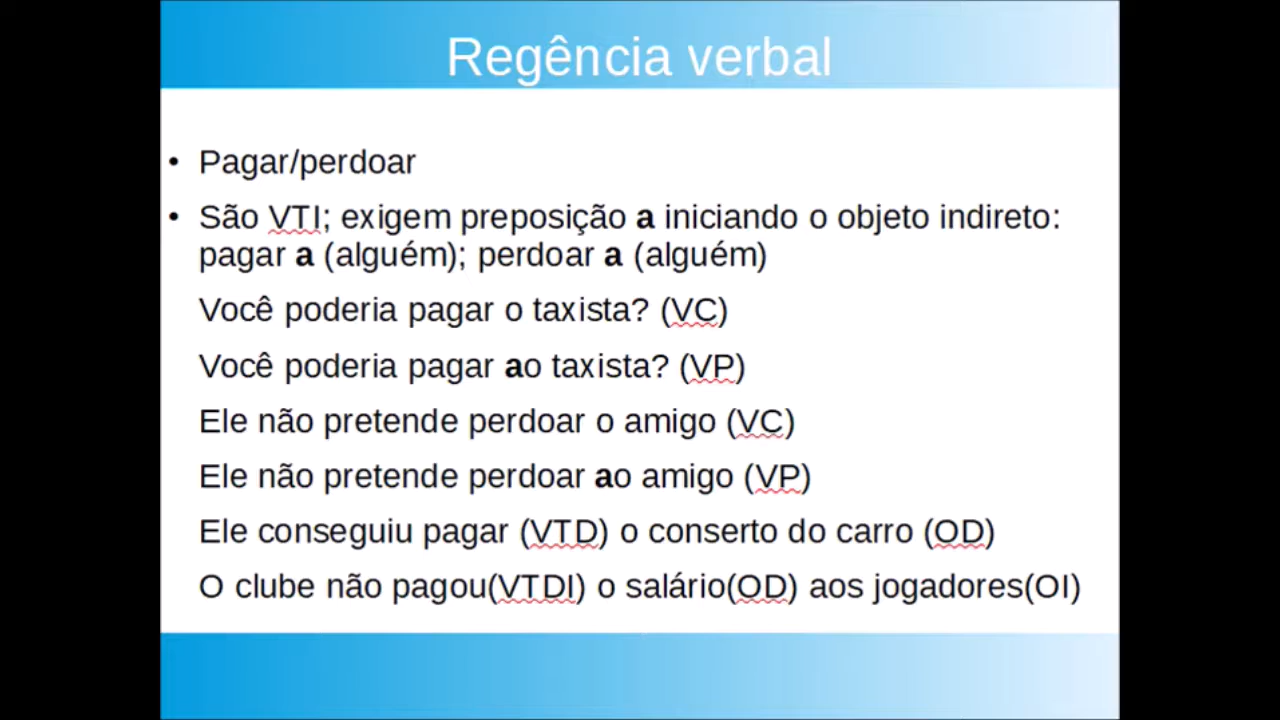 Regência verbal
• Pagar/perdoar
• São VTI; exigem preposição a iniciando o objeto indireto:
pagar a (alguém); perdoar a (alguém)
Você poderia pagar o taxista? (VC)
Você poderia pagar ao taxista? (VP)
Ele não pretende perdoar o amigo (VC)
Ele não pretende perdoar ao amigo (VP)
Ele conseguiu pagar (VTD) o conserto do carro (OD)
O clube não pagou(VTDI) o salário(OD) aos jogadores(OI)